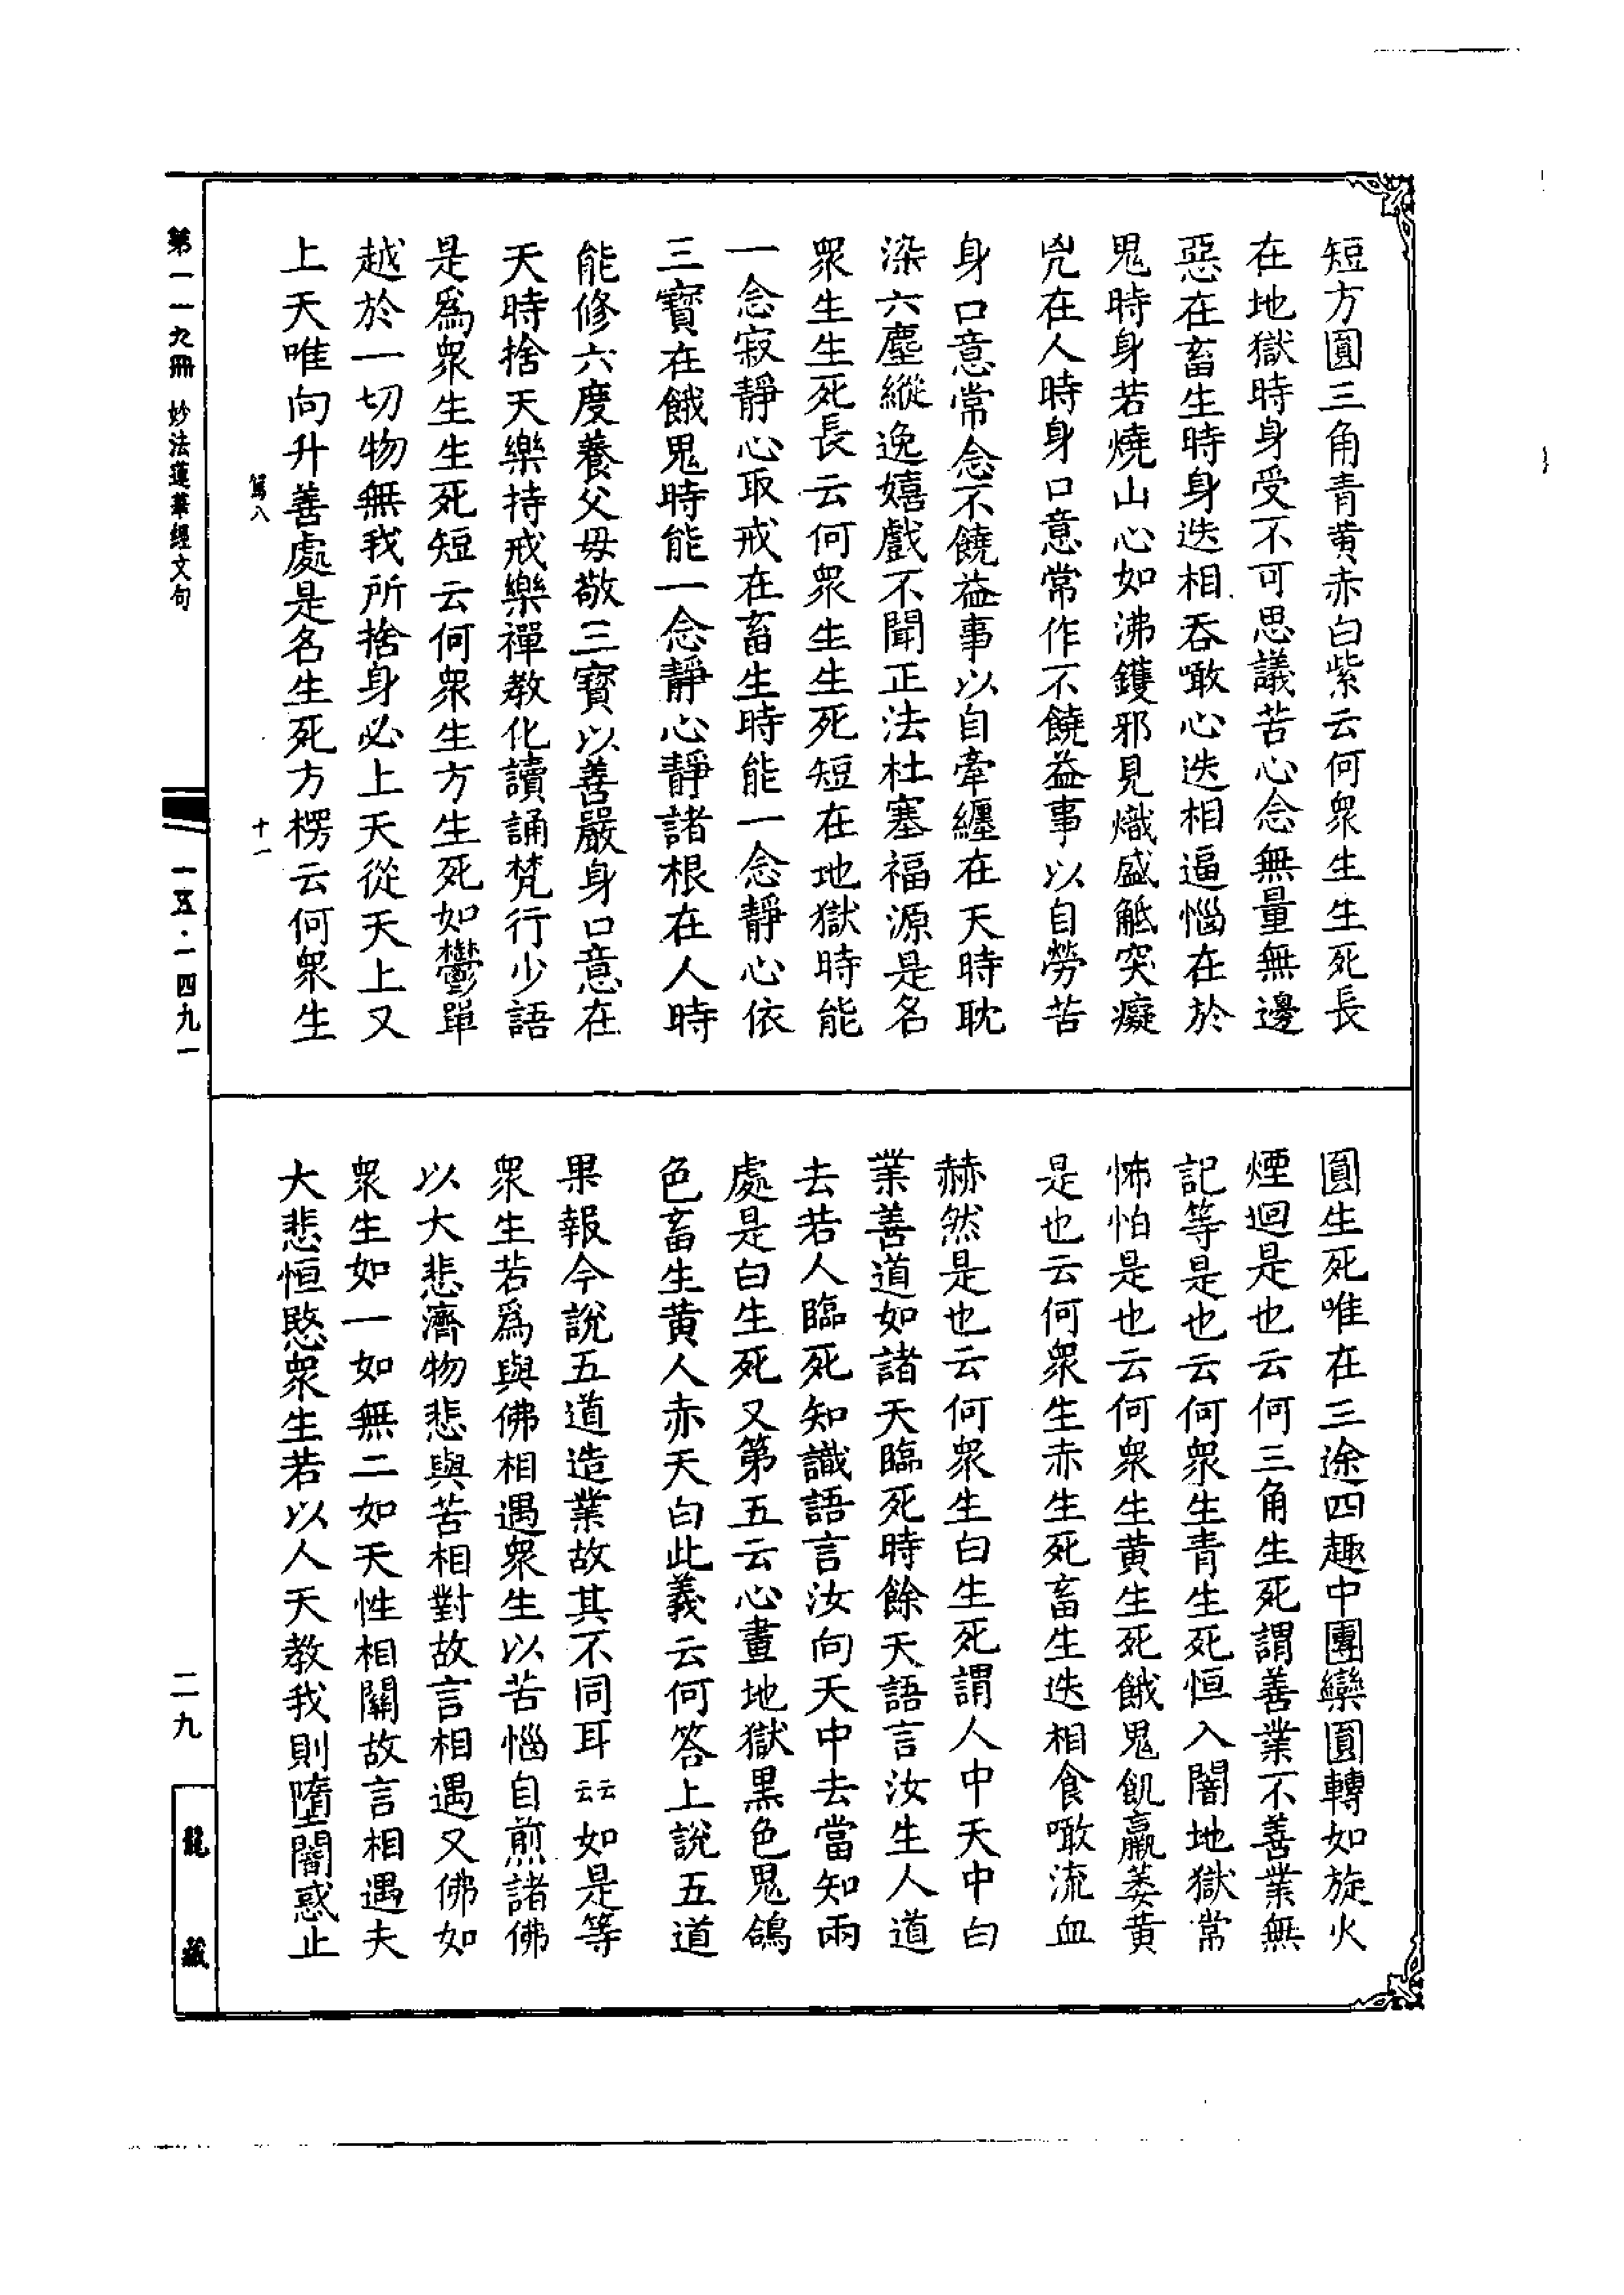 短方圓三角青黄赤白紫云何衆生生死長
在地獄時身受不可思議苦心念無量無邊
惡在畜生時身迭相吞噉心迭相逼惱在於
鬼時身若燒山心如沸鑊邪見熾盛觝突癡
兇在人時身口意常作不饒益事以自勞苦
身口意常念不饒益事以自牽纏在天時耽
染六塵縱逸嬉戲不聞正法杜塞福源是名
衆生生死長云何衆生生死短在地獄時能
一念寂靜心取戒在畜生時能一念靜心依
三寶在餓鬼時能一念靜心靜諸根在人時
能修六度養父母敬三寶以善嚴身口意在
天時捨天樂持戒樂禪教化讀誦梵行少語
是爲衆生生死短云何衆生方生死如鬱單
越於一切物無我所捨身必上天從天上又
上天唯向升善處是名生死方楞云何衆生
圓生死唯在三途四趣中團欒圓轉如旋火
煙迴是也云何三角生死謂善業不善業無
記等是也云何衆生青生死恒入闇地獄常
怖怕是也云何衆生黄生死餓鬼飢羸萎黄
是也云何衆生赤生死畜生迭相食噉流血
赫然是也云何衆生白生死謂人中天中白
業善道如諸天臨死時餘天語言汝生人道
去若人臨死知識語言汝向天中去當知兩
處是白生死又第五云心畫地獄黑色鬼鴿
色畜生黄人赤天白此義云何答上說五道
果報今說五道造業故其不同耳云云如是等
衆生若爲與佛相遇衆生以苦惱自煎諸佛
以大悲濟物悲與苦相對故言相遇又佛如
衆生如一如無二如天性相關故言相遇夫
大悲恒愍衆生若以人天教我則墮闇惑止
第一一九冊 妙法蓮華經文句
一五·一四九一
二九
龍藏
十一